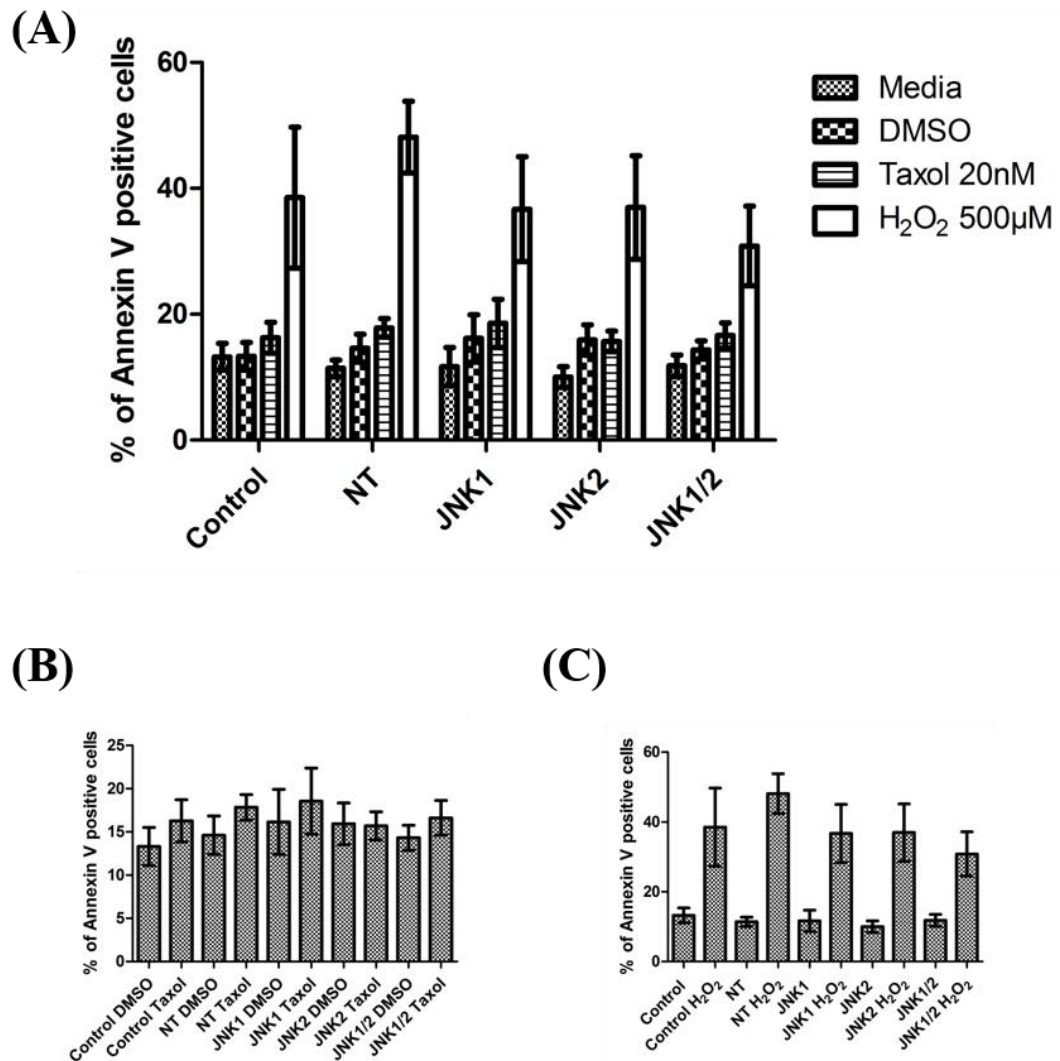 (A)
% of Annexin V positive cells
60
40
20
0
Control
NT
JNK1
JNK2
JNK1/2
Media
DMSO
Taxol 20nM
H₂O₂ 500µM
(B)
% of Annexin V positive cells
25
20
15
10
5
0
Control DMSO
Control Taxol
NT DMSO
NT Taxol
JNK1 DMSO
JNK1 Taxol
JNK2 DMSO
JNK2 Taxol
JNK1/2 DMSO
JNK1/2 Taxol
(C)
% of Annexin V positive cells
60
40
20
0
Control
Control H₂O₂
NT
NT H₂O₂
JNK1
JNK1 H₂O₂
JNK2
JNK2 H₂O₂
JNK1/2
JNK1/2 H₂O₂